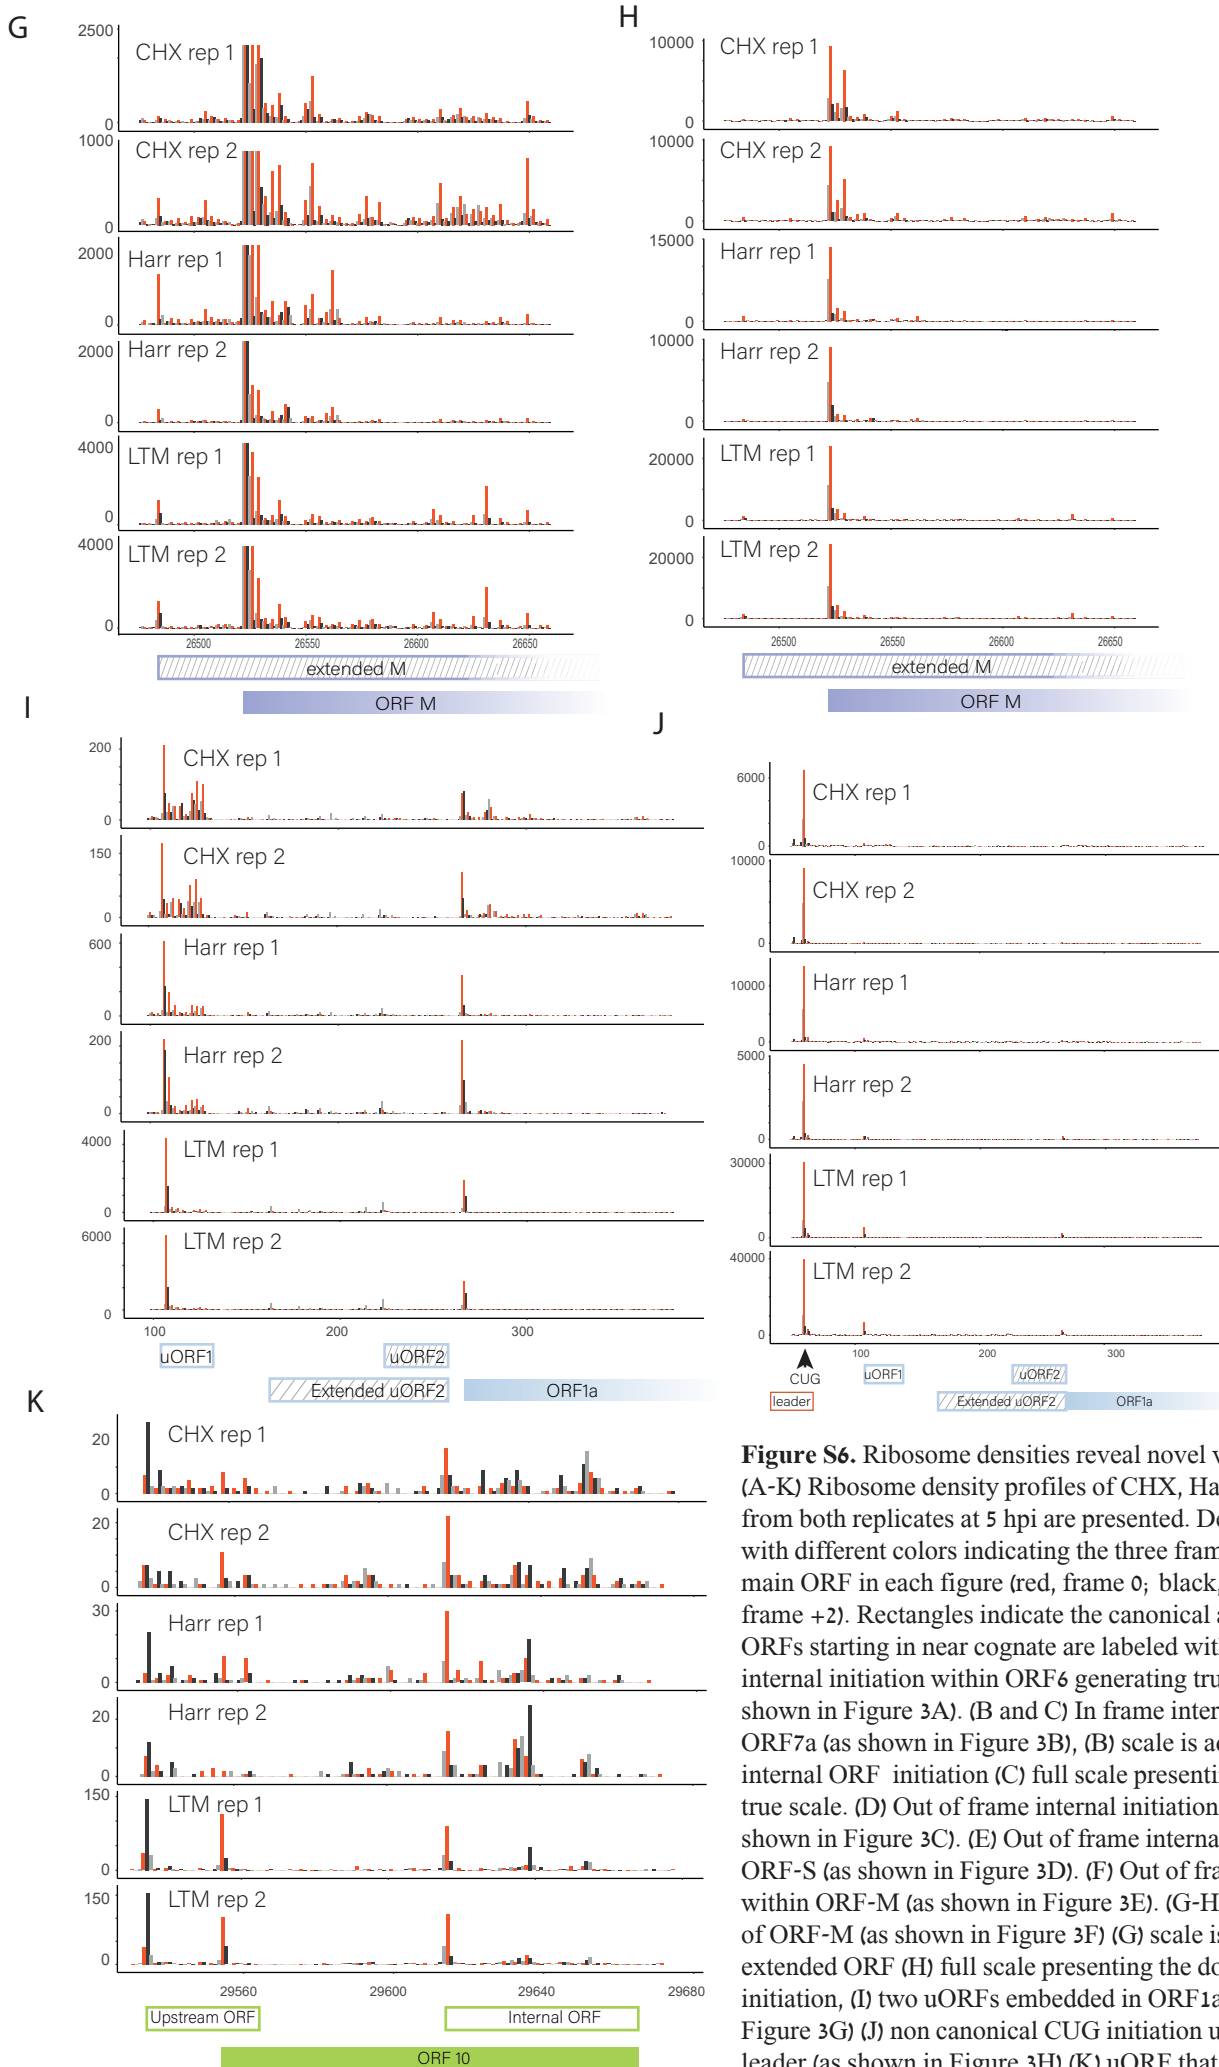 G
2500
CHX rep 1
0
1000
CHX rep 2
0
2000
Harr rep 1
0
2000
Harr rep 2
0
4000
LTM rep 1
0
4000
LTM rep 2
0
26500 26550 26600 26650
extended M
ORF M
H
10000
CHX rep 1
0
10000
CHX rep 2
0
15000
Harr rep 1
0
10000
Harr rep 2
0
20000
LTM rep 1
0
20000
LTM rep 2
0
26500 26550 26600 26650
extended M
ORF M
I
200
CHX rep 1
0
150
CHX rep 2
0
600
Harr rep 1
0
200
Harr rep 2
0
4000
LTM rep 1
0
6000
LTM rep 2
0
100 200 300
uORF1 uORF2
Extended uORF2 ORF1a
J
6000
CHX rep 1
0
10000
CHX rep 2
0
10000
Harr rep 1
0
5000
Harr rep 2
0
30000
LTM rep 1
0
40000
LTM rep 2
0
100 200 300
CUG uORF1 uORF2
leader Extended uORF2 ORF1a
K
20
CHX rep 1
0
20
CHX rep 2
0
30
Harr rep 1
0
20
Harr rep 2
0
150
LTM rep 1
0
150
LTM rep 2
0
29560 29600 29640 29680
Upstream ORF Internal ORF
ORF 10
Figure S6. Ribosome densities reveal novel v
(A-K) Ribosome density profiles of CHX, Ha
from both replicates at 5 hpi are presented. De
with different colors indicating the three fram
main ORF in each figure (red, frame 0; black,
frame +2). Rectangles indicate the canonical a
ORFs starting in near cognate are labeled with
internal initiation within ORF6 generating tru
shown in Figure 3A). (B and C) In frame inter
ORF7a (as shown in Figure 3B), (B) scale is ad
internal ORF initiation (C) full scale presentin
true scale. (D) Out of frame internal initiation
shown in Figure 3C). (E) Out of frame interna
ORF-S (as shown in Figure 3D). (F) Out of fra
within ORF-M (as shown in Figure 3E). (G-H
of ORF-M (as shown in Figure 3F) (G) scale is
extended ORF (H) full scale presenting the do
initiation, (I) two uORFs embedded in ORF1a
Figure 3G) (J) non canonical CUG initiation u
leader (as shown in Figure 3H) (K) uORF that